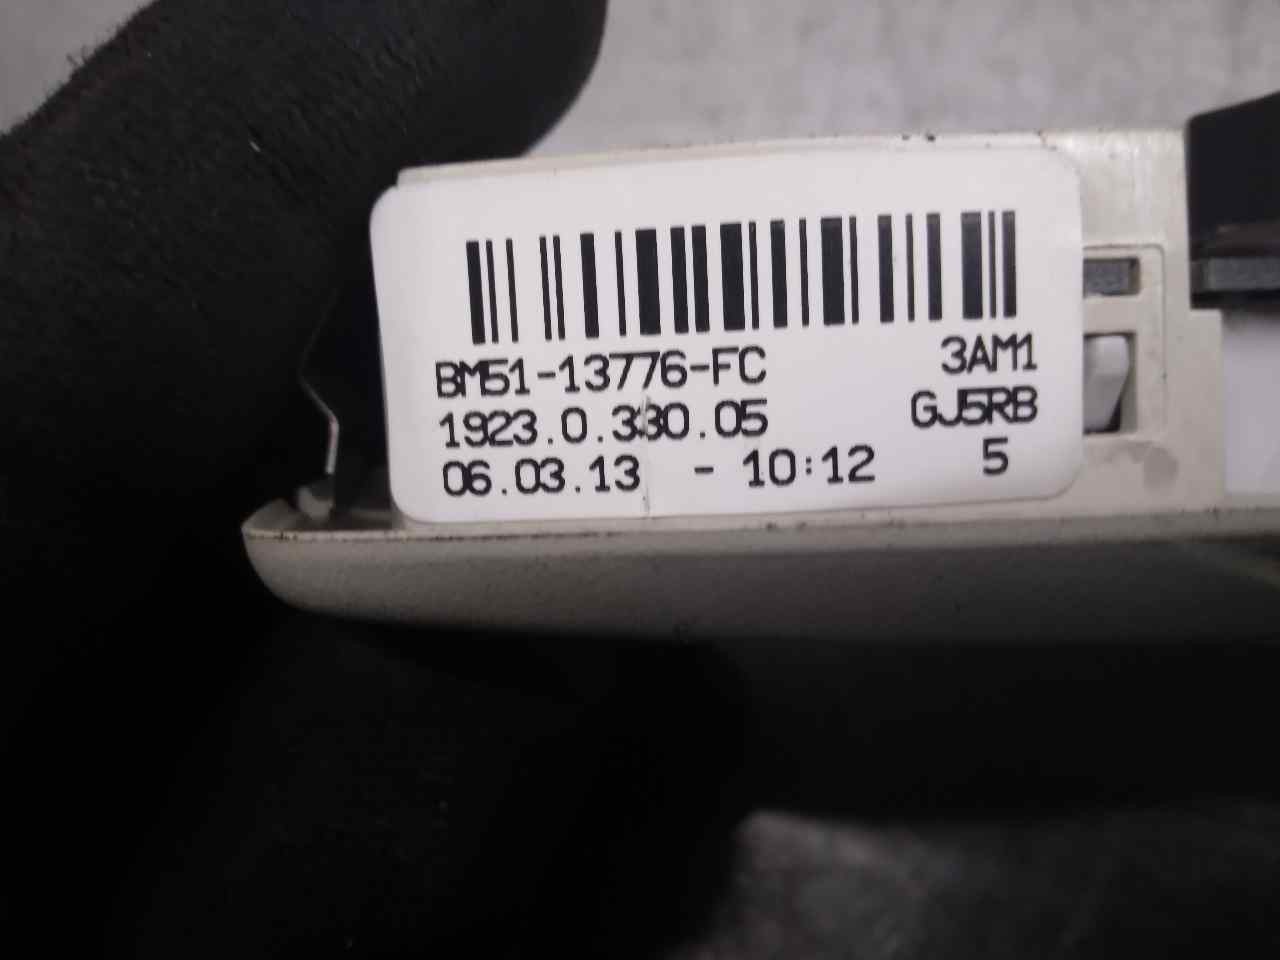 BM51-13776-FC 3AM1
1923.0.330.05 GJ5RB
06.03.13 - 10:12 5